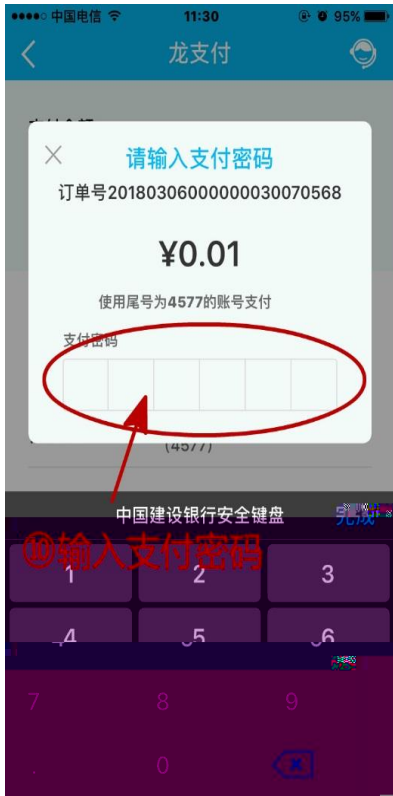 中国电信 11:30 95%
龙支付
请输入支付密码
订单号20180306000000030070568
¥0.01
使用尾号为4577的账号支付
支付密码
(4577)
中国建设银行安全键盘 完成
⑩输入支付密码
1 2 3
4 5 6
7 8 9
. 0